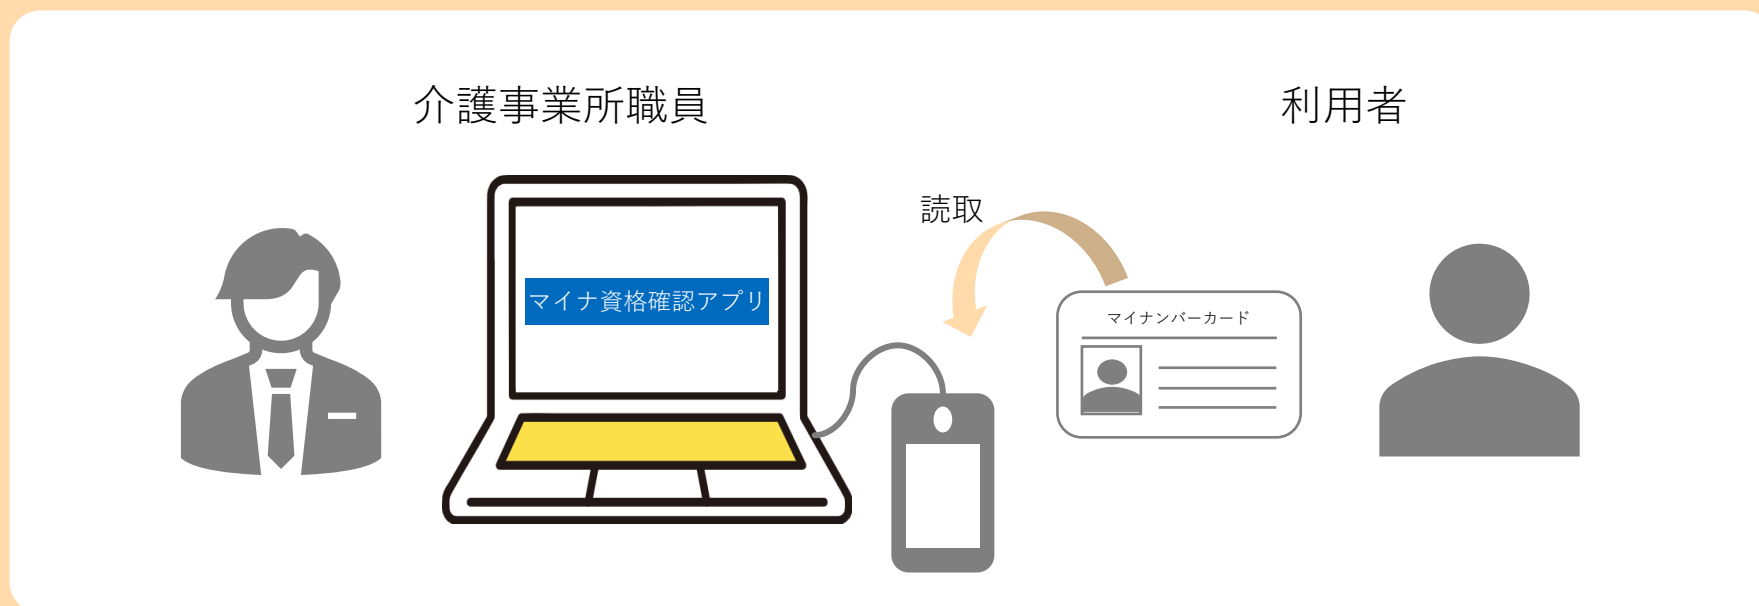 介護事業所職員
利用者
読取
マイナ資格確認アプリ
マイナンバーカード